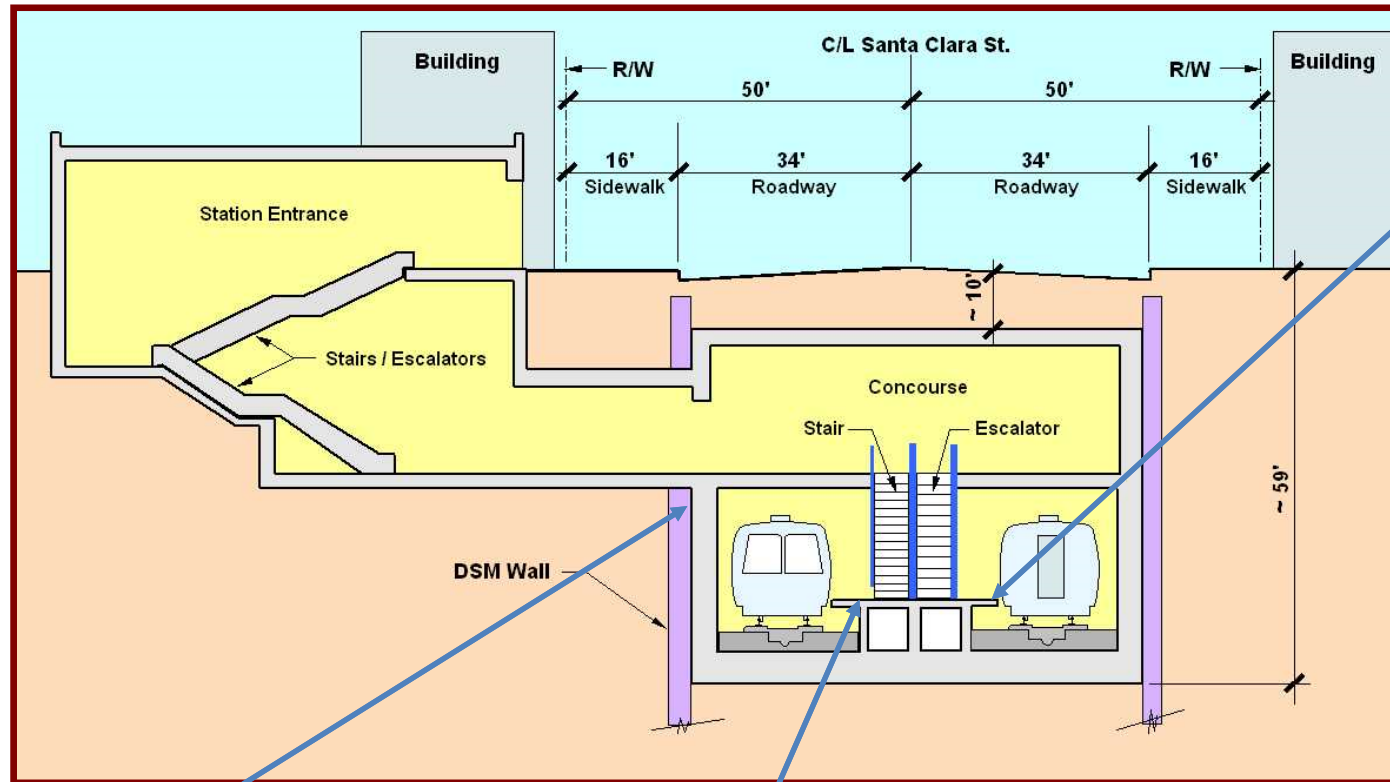 C/L Santa Clara St.
Building
R/W
R/W
Building
50'
50'
16'
34'
34'
16'
Sidewalk
Roadway
Roadway
Sidewalk
Station Entrance
~ 10'
Stairs / Escalators
Concourse
Stair
Escalator
~ 59'
DSM Wall